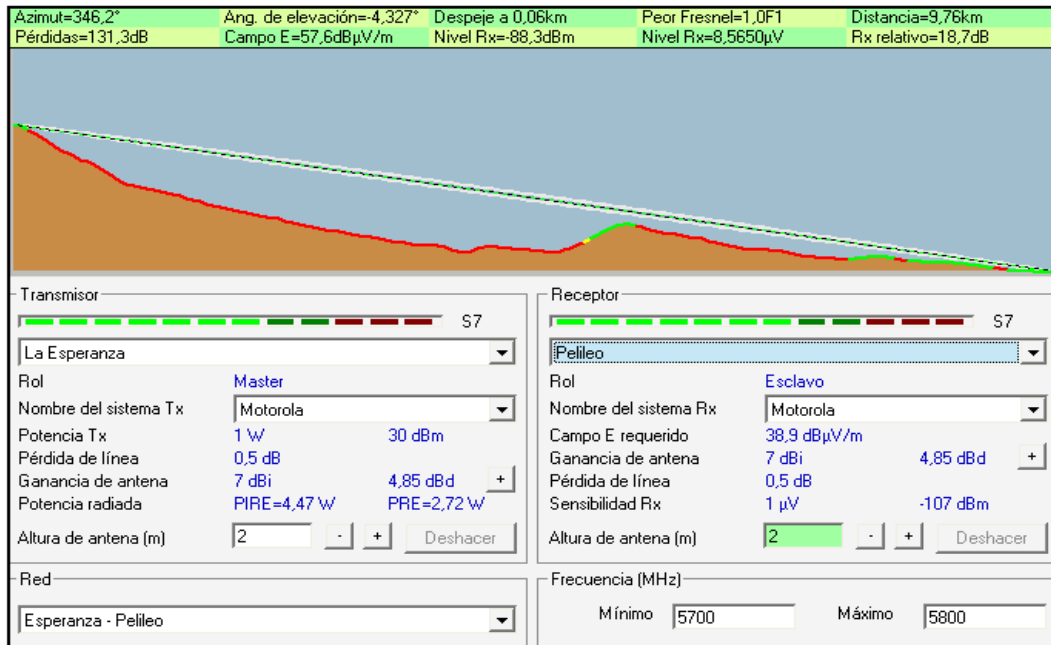 Azimut=346,2° Ang. de elevación=-4,327° Despeje a 0,06km Peor Fresnel=1,0F1 Distancia=9,76km
Pérdidas=131,3dB Campo E=57,6dBµV/m Nivel Rx=-88,3dBm Nivel Rx=8,5650µV Rx relativo=18,7dB
Transmisor
S7
La Esperanza
Rol Master
Nombre del sistema Tx Motorola
Potencia Tx 1 W 30 dBm
Pérdida de línea 0,5 dB
Ganancia de antena 7 dBi 4,85 dBd +
Potencia radiada PIRE=4,47 W PRE=2,72 W
Altura de antena (m) 2 - + Deshacer
Red
Esperanza - Pelileo
Receptor
S7
Pelileo
Rol Esclavo
Nombre del sistema Rx Motorola
Campo E requerido 38,9 dBµV/m
Ganancia de antena 7 dBi 4,85 dBd +
Pérdida de línea 0,5 dB
Sensibilidad Rx 1 µV -107 dBm
Altura de antena (m) 2 - + Deshacer
Frecuencia (MHz)
Mínimo 5700 Máximo 5800